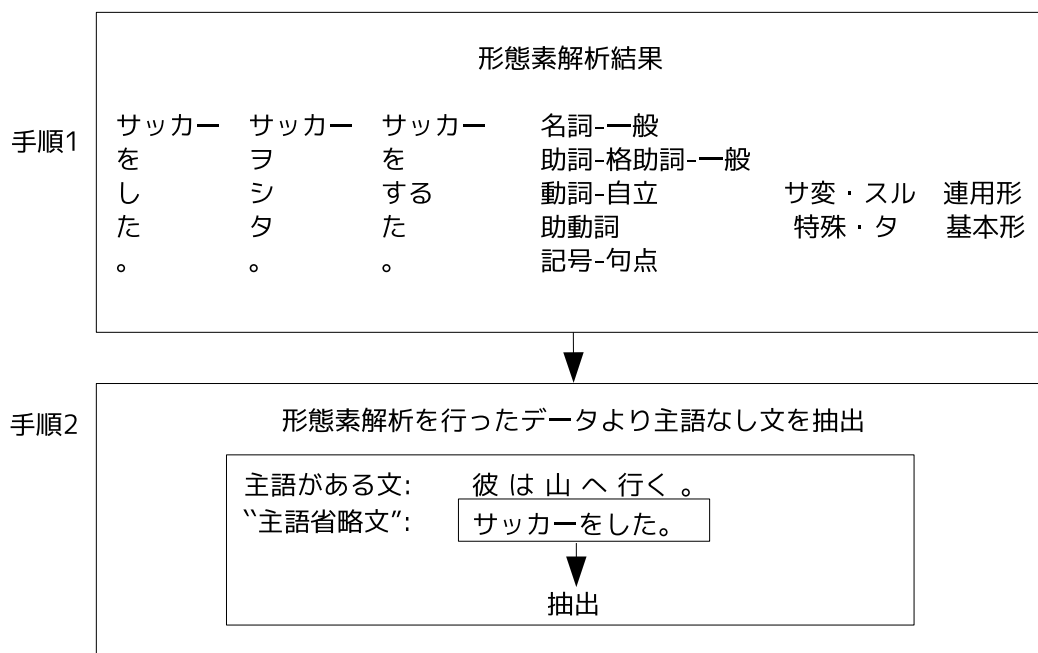 形態素解析結果
手順1
サッカー サッカー サッカー 名詞-一般
を ヲ を 助詞-格助詞-一般
し シ する 動詞-自立 サ変・スル 連用形
た タ た 助動詞 特殊・タ 基本形
。 。 。 記号-句点
手順2
形態素解析を行ったデータより主語なし文を抽出
主語がある文: 彼 は 山 へ 行く 。
“主語省略文”: サッカーをした。
抽出